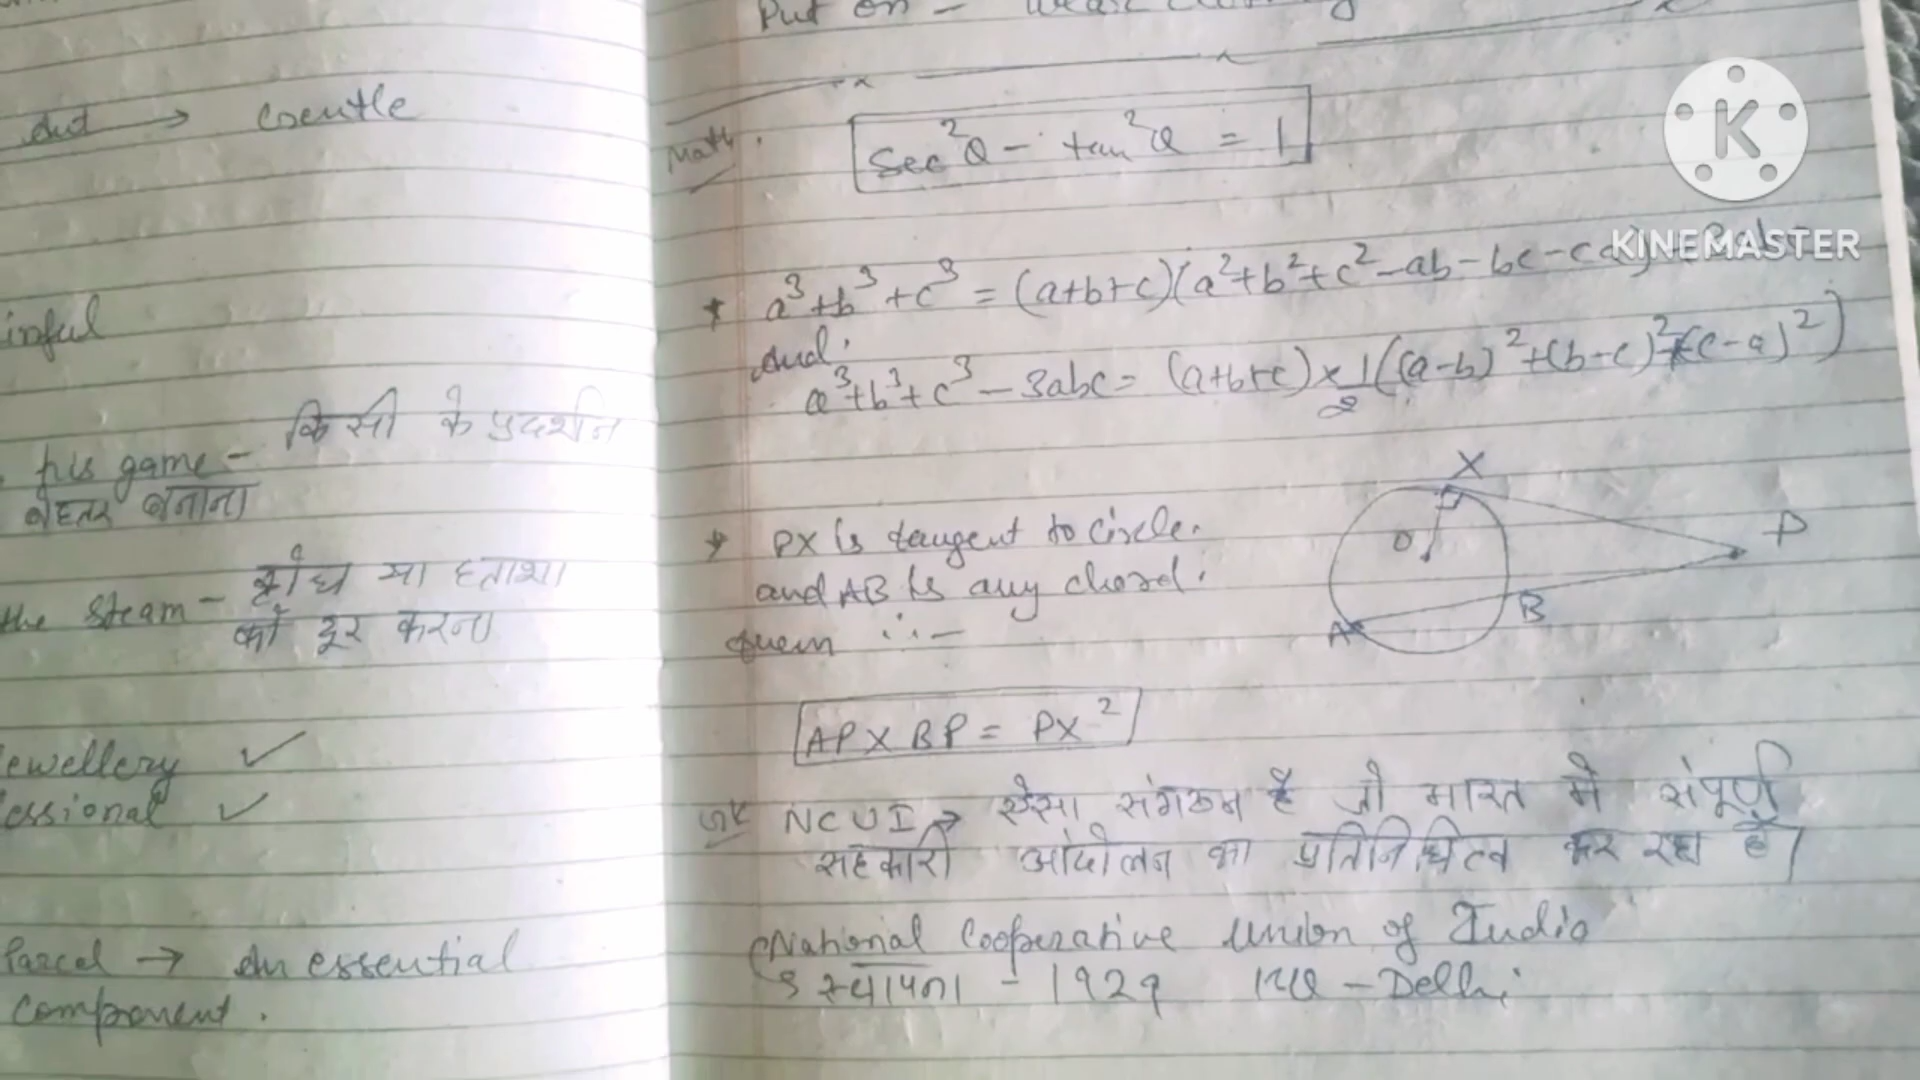 Put on -
out → Gentle
inful
his game - किसी के प्रदर्शन
बेहतर बनाना
the steam - क्रोध या हताशा
को दूर करना
ewellery ✓
essional ✓
Parcel → An essential
component.
Math.
sec²θ - tan²θ = 1
* a³+b³+c³ = (a+b+c)(a²+b²+c²-ab-bc-ca)+3abc
And.
a³+b³+c³-3abc = (a+b+c)×1/2((a-b)²+(b-c)²+(c-a)²)
* PX is tangent to circle.
and AB is any chord.
then ∴-
X
O
P
A
B
AP×BP = PX²
GK NCUI → ऐसा संगठन है जो भारत में संपूर्ण
सहकारी आंदोलन का प्रतिनिधित्व कर रहा है।
National Cooperative Union of India
स्थापना - 1929 - Delhi
K
KINEMASTER